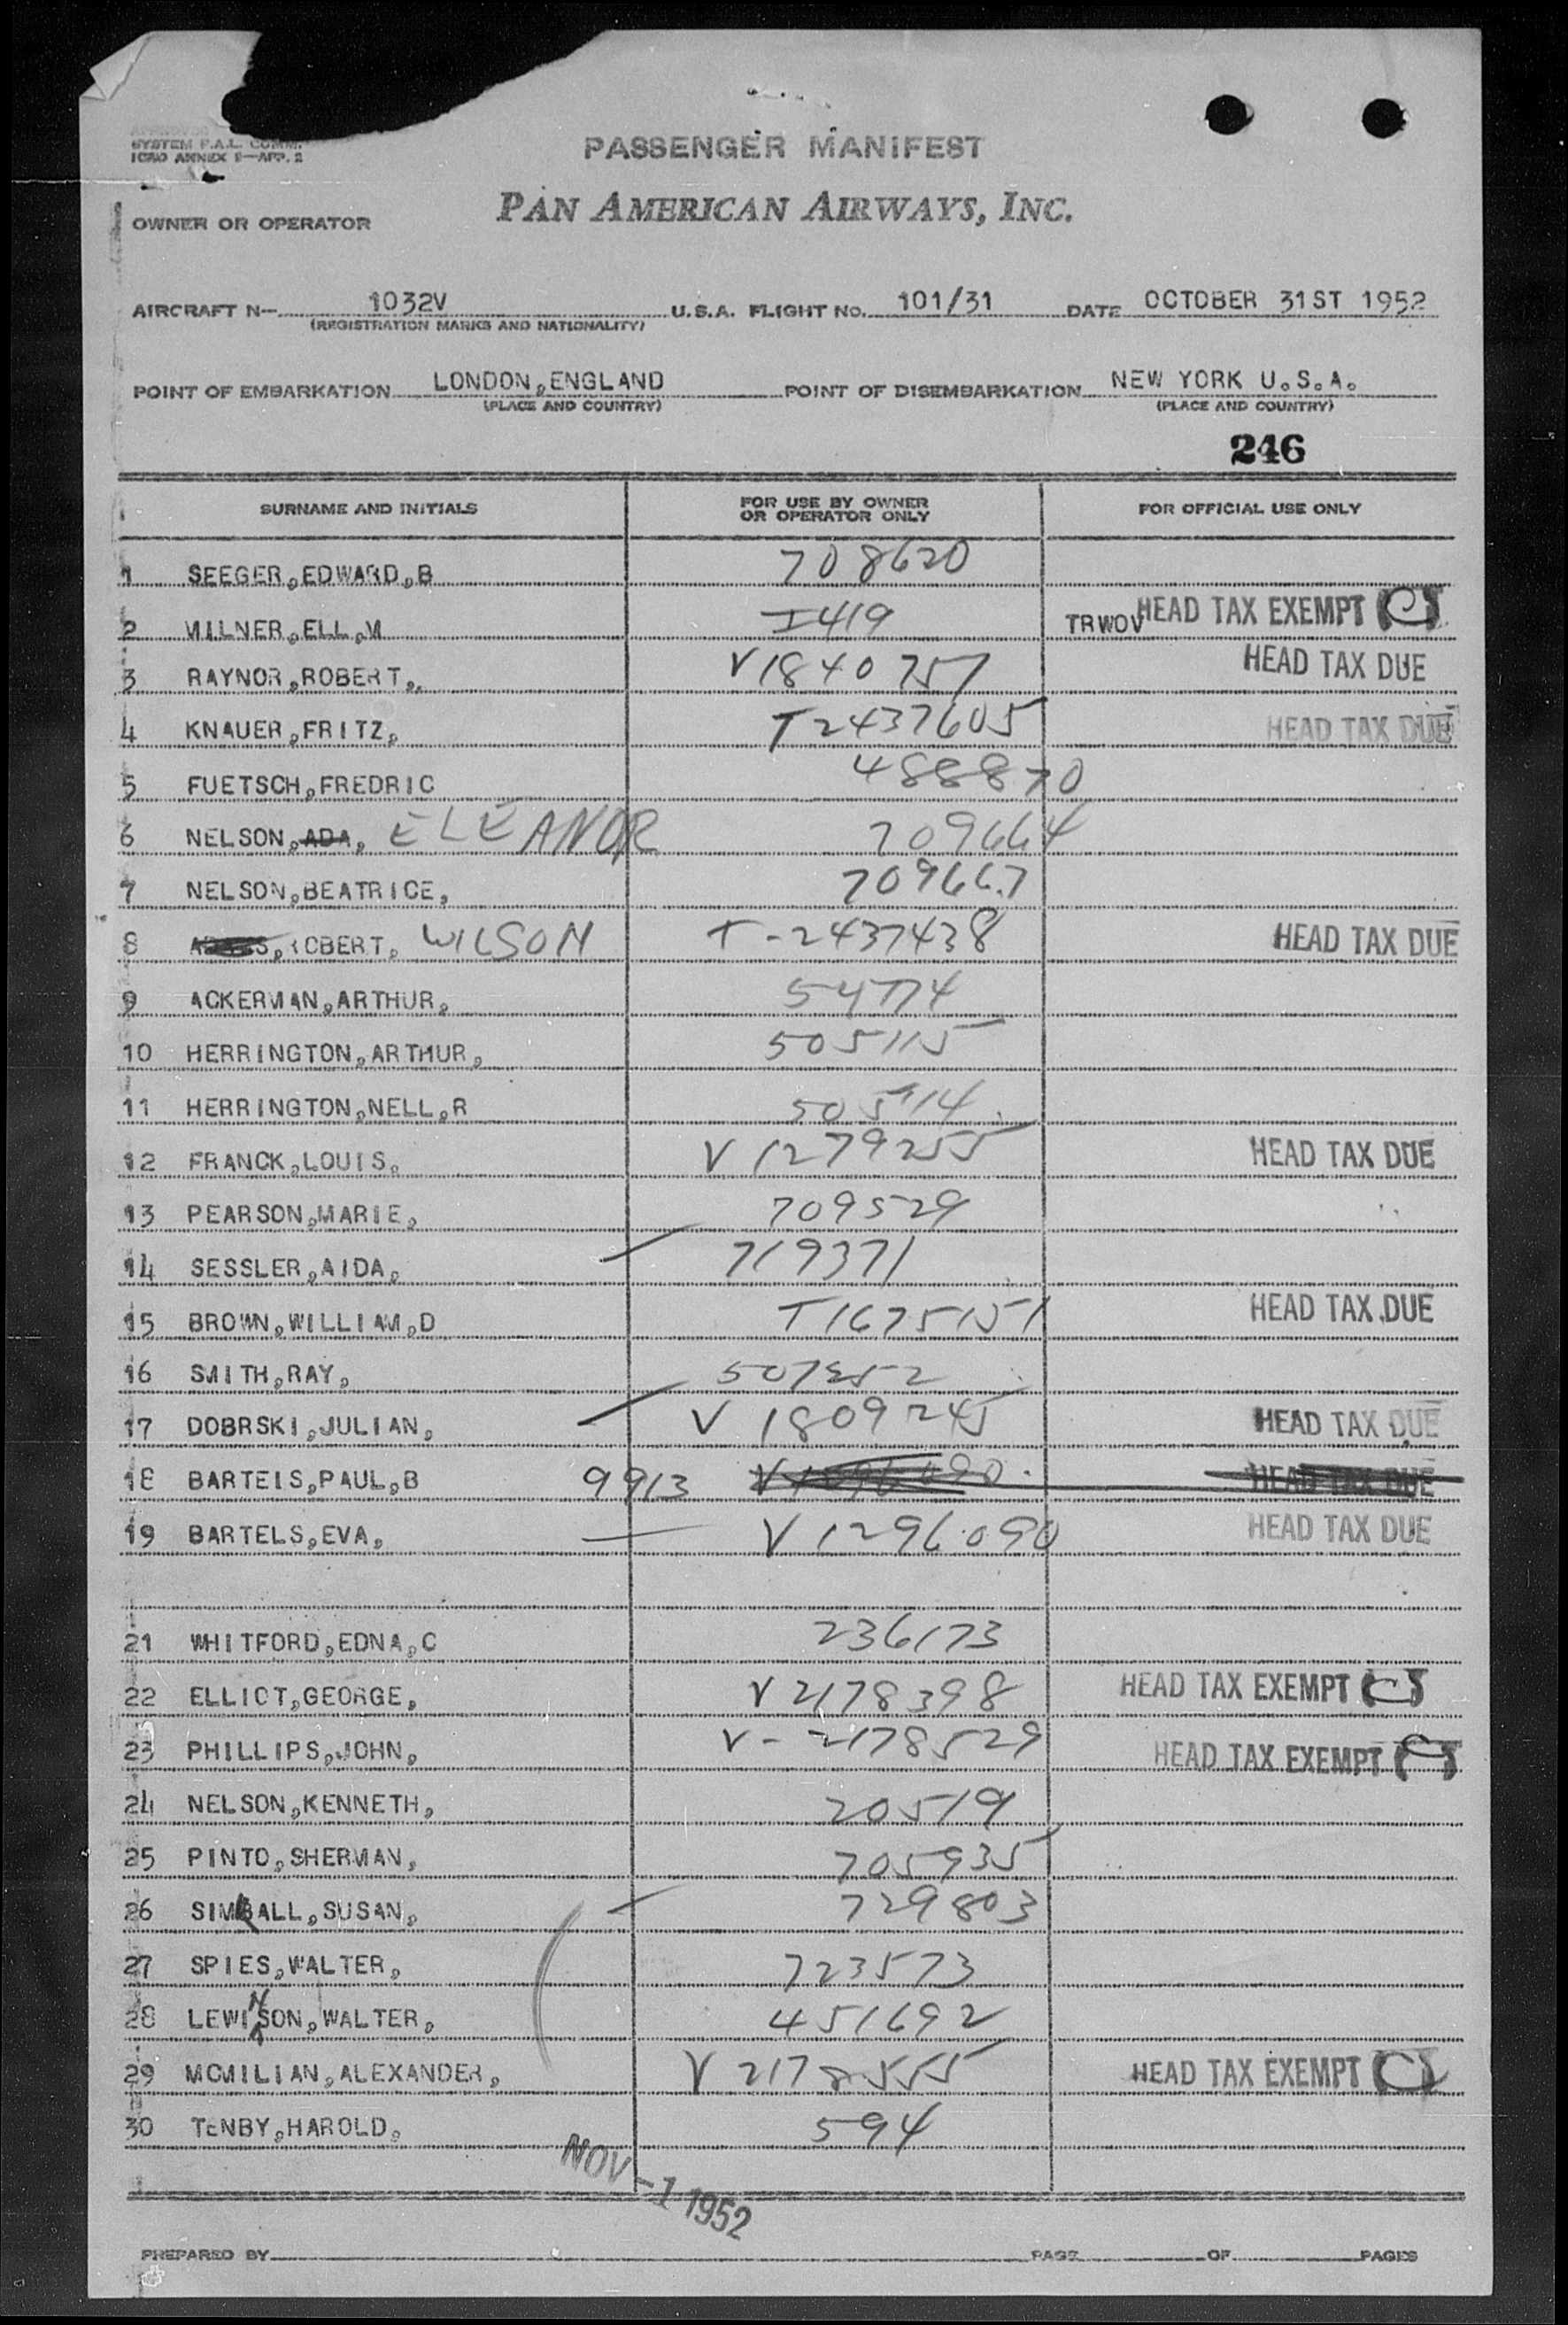 SYSTEM F.A.L. COMM.
ICAO ANNEX 9—APP. 2
PASSENGER MANIFEST
PAN AMERICAN AIRWAYS, INC.
OWNER OR OPERATOR
AIRCRAFT N— 1032V U.S.A. FLIGHT NO. 101/31 DATE OCTOBER 31ST 1952
(REGISTRATION MARKS AND NATIONALITY)
POINT OF EMBARKATION LONDON, ENGLAND POINT OF DISEMBARKATION NEW YORK U.S.A.
(PLACE AND COUNTRY) (PLACE AND COUNTRY)
246
SURNAME AND INITIALS FOR USE BY OWNER OR OPERATOR ONLY FOR OFFICIAL USE ONLY
1 SEEGER,EDWARD,B 708620
2 MILNER,ELL,M I419 TRWOV HEAD TAX EXEMPT
3 RAYNOR,ROBERT,. V1840757 HEAD TAX DUE
4 KNAUER,FRITZ, T2437605 HEAD TAX DUE
5 FUETSCH,FREDRIC 488870
6 NELSON,ADA, ELEANOR 709664
7 NELSON,BEATRICE, 709667
8 ROBERT, WILSON T-2437438 HEAD TAX DUE
9 ACKERMAN,ARTHUR, 54774
10 HERRINGTON,ARTHUR, 505115
11 HERRINGTON,NELL,R 505114
12 FRANCK,LOUIS, V1279255 HEAD TAX DUE
13 PEARSON,MARIE, 709529
14 SESSLER,AIDA, 719371
15 BROWN,WILLIAM,D T1675151 HEAD TAX DUE
16 SMITH,RAY, 507352
17 DOBRSKI,JULIAN, V 1809245 HEAD TAX DUE
18 BARTELS,PAUL,B 9913 V1296090 HEAD TAX DUE
19 BARTELS,EVA, V1296090 HEAD TAX DUE
21 WHITFORD,EDNA,C 236173
22 ELLIOT,GEORGE, V2178398 HEAD TAX EXEMPT
23 PHILLIPS,JOHN, V-2178529 HEAD TAX EXEMPT
24 NELSON,KENNETH, 20519
25 PINTO,SHERMAN, 705935
26 SIMBALL,SUSAN, 729803
27 SPIES,WALTER, 723573
28 LEWINSON,WALTER, 451692
29 MCMILIAN,ALEXANDER, V2178555 HEAD TAX EXEMPT
30 TENBY,HAROLD, 594
NOV -1 1952
PREPARED BY PAGE OF PAGES